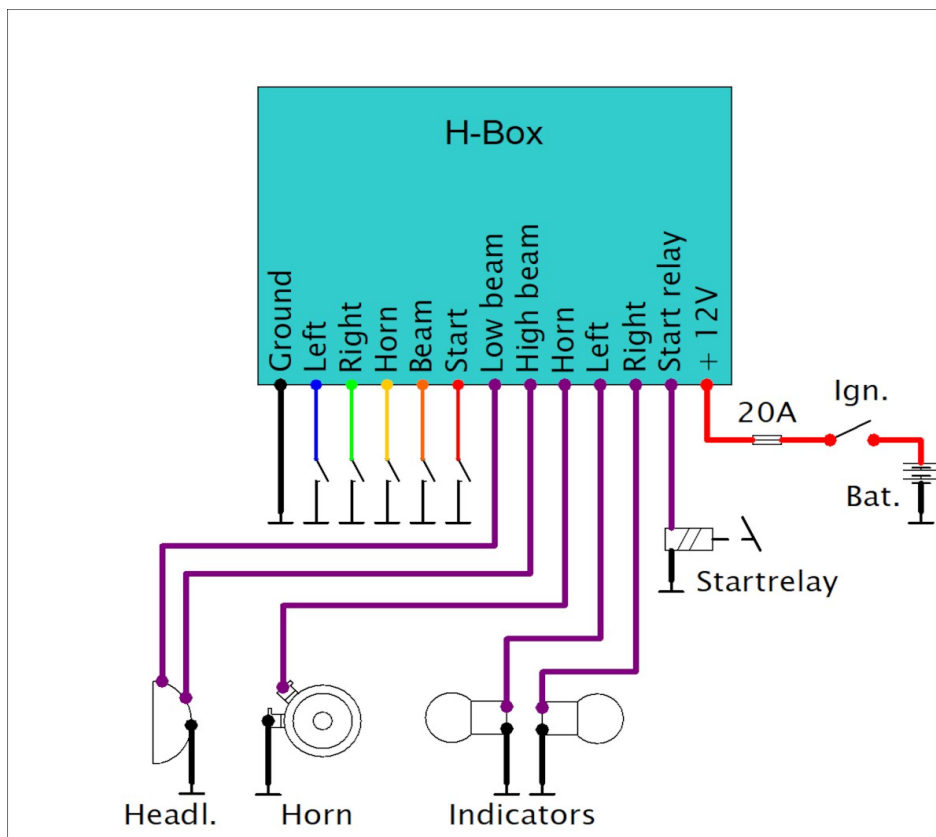 H-Box
Ground
Left
Right
Horn
Beam
Start
Low beam
High beam
Horn
Left
Right
Start relay
+ 12V
20A
Ign.
Bat.
Startrelay
Headl.
Horn
Indicators